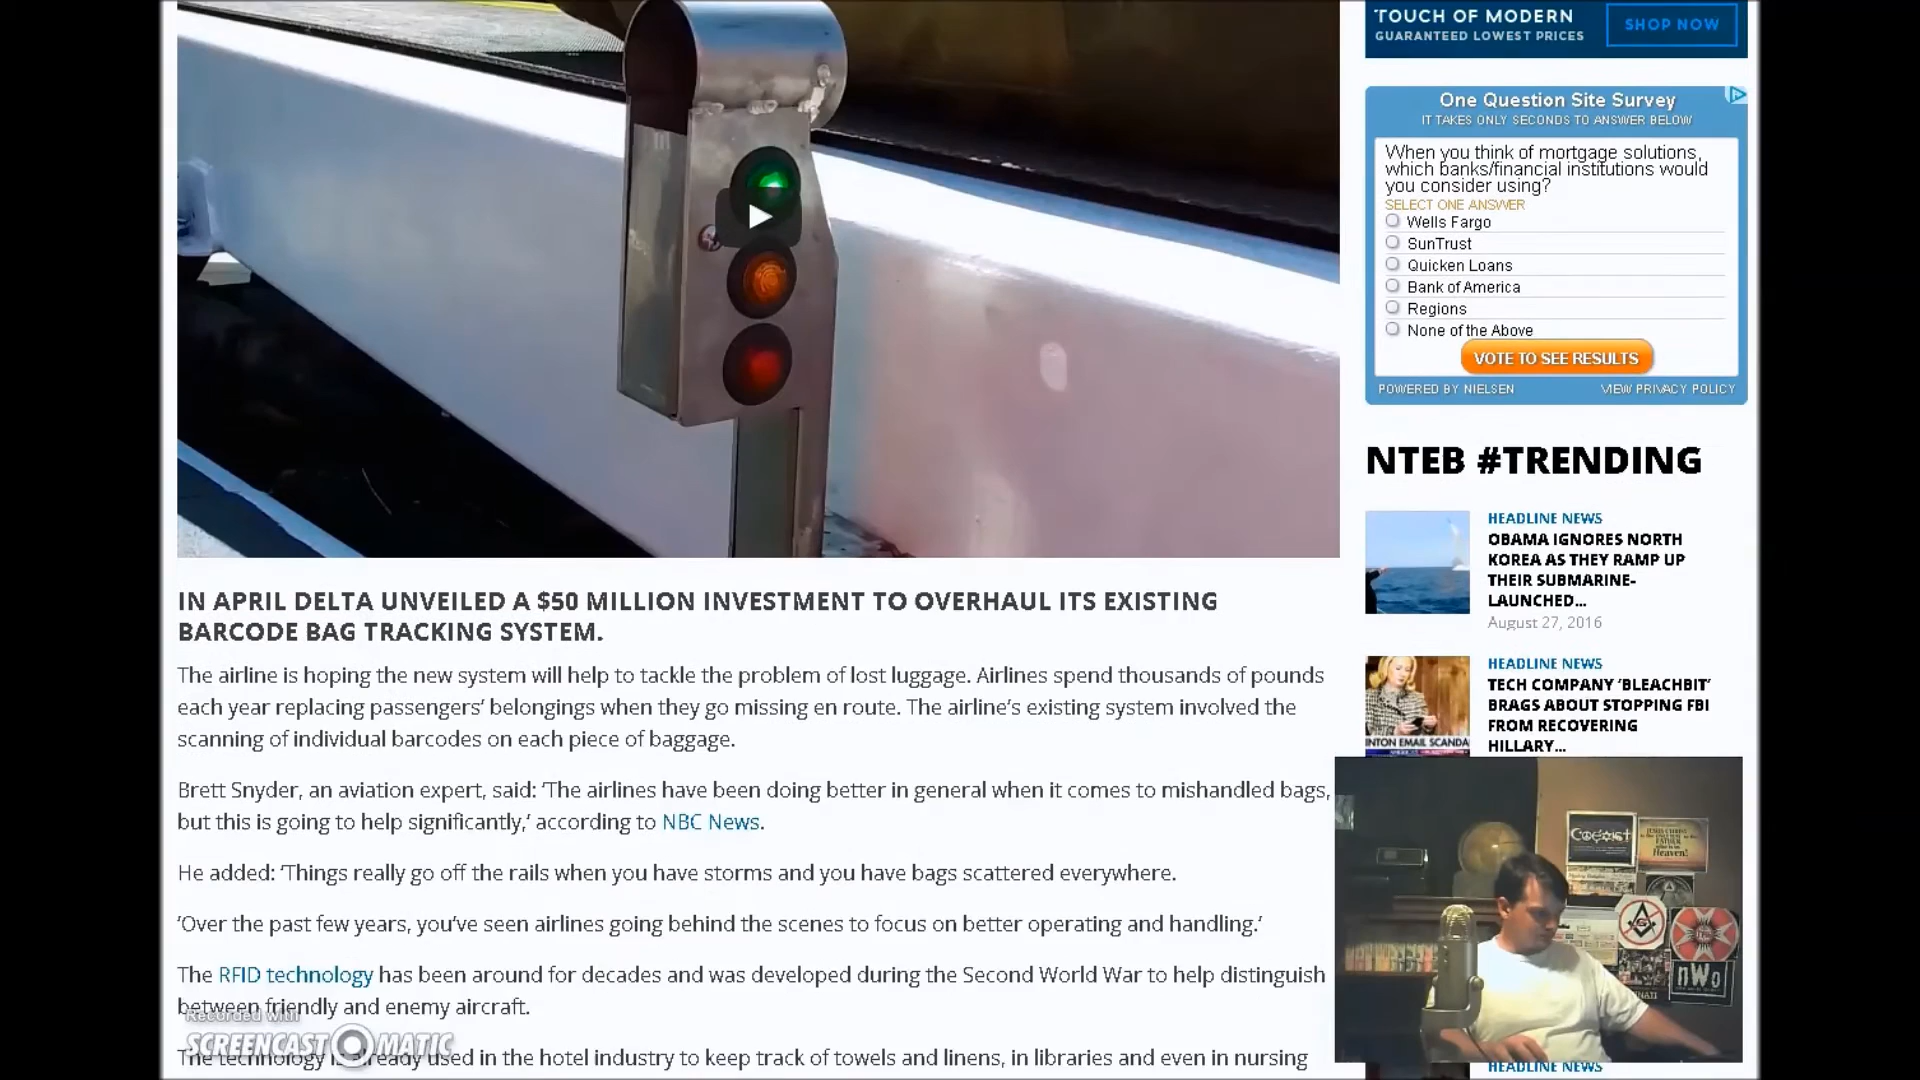 TOUCH OF MODERN
GUARANTEED LOWEST PRICES
SHOP NOW
One Question Site Survey
IT TAKES ONLY SECONDS TO ANSWER BELOW
When you think of mortgage solutions,
which banks/financial institutions would
you consider using?
SELECT ONE ANSWER
Wells Fargo
SunTrust
Quicken Loans
Bank of America
Regions
None of the Above
VOTE TO SEE RESULTS
POWERED BY NIELSEN
VIEW PRIVACY POLICY
NTEB #TRENDING
HEADLINE NEWS
OBAMA IGNORES NORTH
KOREA AS THEY RAMP UP
THEIR SUBMARINE-
LAUNCHED...
August 27, 2016
HEADLINE NEWS
TECH COMPANY ‘BLEACHBIT’
BRAGS ABOUT STOPPING FBI
FROM RECOVERING
HILLARY...
INTON EMAIL SCANDA
IN APRIL DELTA UNVEILED A $50 MILLION INVESTMENT TO OVERHAUL ITS EXISTING
BARCODE BAG TRACKING SYSTEM.
The airline is hoping the new system will help to tackle the problem of lost luggage. Airlines spend thousands of pounds
each year replacing passengers’ belongings when they go missing en route. The airline’s existing system involved the
scanning of individual barcodes on each piece of baggage.
Brett Snyder, an aviation expert, said: ‘The airlines have been doing better in general when it comes to mishandled bags,
but this is going to help significantly,’ according to NBC News.
He added: ‘Things really go off the rails when you have storms and you have bags scattered everywhere.
‘Over the past few years, you’ve seen airlines going behind the scenes to focus on better operating and handling.’
The RFID technology has been around for decades and was developed during the Second World War to help distinguish
between friendly and enemy aircraft.
The technology is already used in the hotel industry to keep track of towels and linens, in libraries and even in nursing
Recorded with
SCREENCAST MATIC
COEXIST
Heaven!
nWo
HEADLINE NEWS